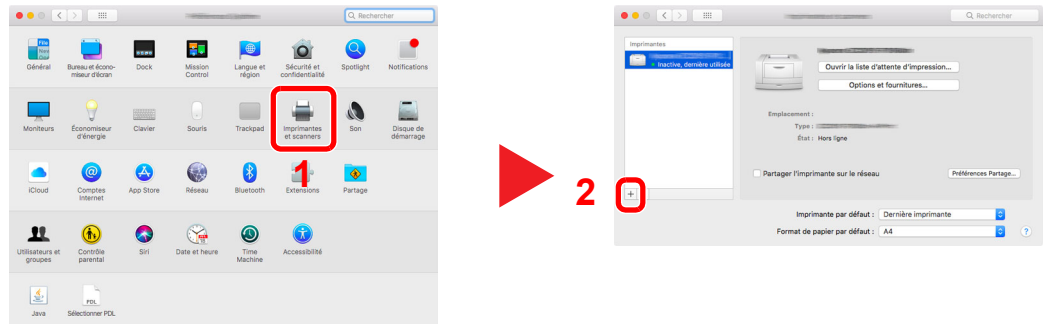 Rechercher
Général
Bureau et écono-
miseur d'écran
Dock
Mission
Control
Langue et
région
Sécurité et
confidentialité
Spotlight
Notifications
Moniteurs
Économiseur
d'énergie
Clavier
Souris
Trackpad
Imprimantes
et scanners
Son
Disque de
démarrage
1
iCloud
Comptes
Internet
App Store
Réseau
Bluetooth
Extensions
Partage
Utilisateurs et
groupes
Contrôle
parental
Siri
Date et heure
Time
Machine
Accessibilité
Java
PDL
Sélectionner PDL
Rechercher
Imprimantes
Inactive, dernière utilisée
Ouvrir la liste d'attente d'impression...
Options et fournitures...
Emplacement :
Type :
État : Hors ligne
Partager l'imprimante sur le réseau
Préférences Partage...
2
+
Imprimante par défaut : Dernière imprimante
Format de papier par défaut : A4
?